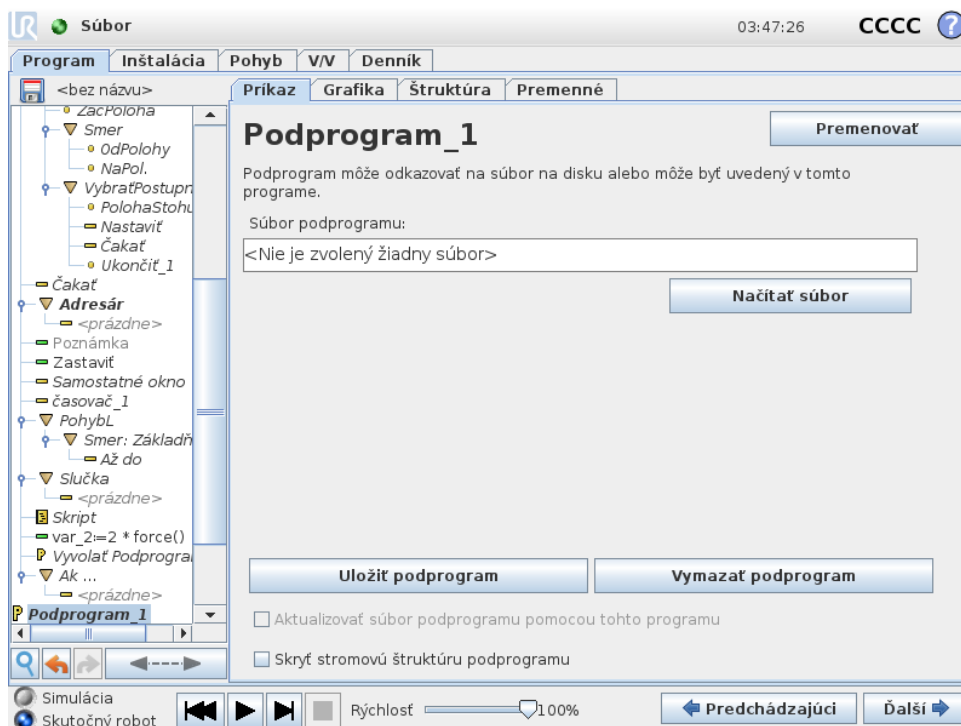 Súbor
03:47:26
CCCC
?
Program
Inštalácia
Pohyb
V/V
Denník
<bez názvu>
Príkaz
Grafika
Štruktúra
Premenné
ZacPoloha
Smer
OdPolohy
NaPol.
VybraťPostupn
PolohaStohu
Nastaviť
Čakať
Ukončiť_1
Čakať
Adresár
<prázdne>
Poznámka
Zastaviť
Samostatné okno
časovač_1
PohybL
Smer: Základň
Až do
Slučka
<prázdne>
Skript
var_2:=2 * force()
Vyvolať Podprogra
Ak ...
<prázdne>
Podprogram_1
Podprogram_1
Premenovať
Podprogram môže odkazovať na súbor na disku alebo môže byť uvedený v tomto
programe.
Súbor podprogramu:
<Nie je zvolený žiadny súbor>
Načítať súbor
Uložiť podprogram
Vymazať podprogram
Aktualizovať súbor podprogramu pomocou tohto programu
Skryť stromovú štruktúru podprogramu
Simulácia
Skutočný robot
Rýchlosť
100%
Predchádzajúci
Ďalší